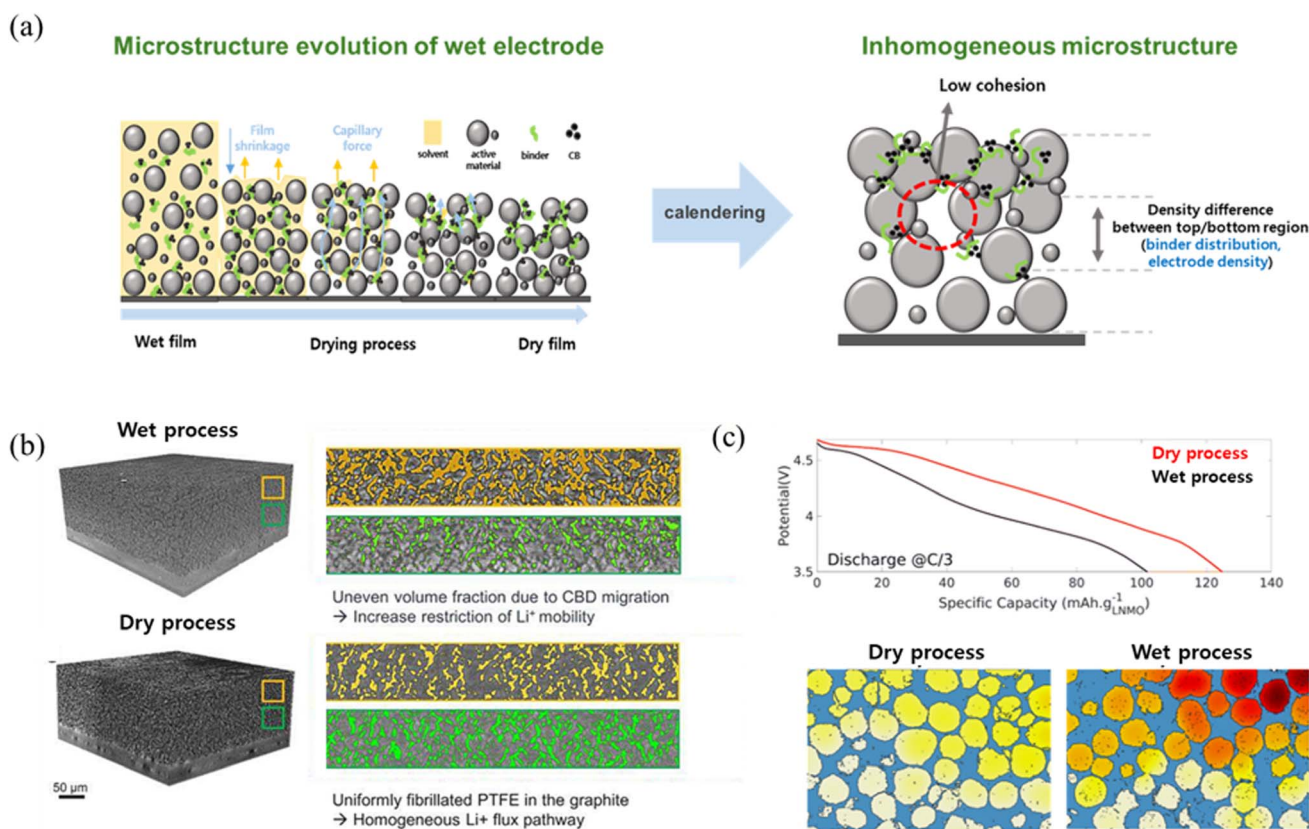 (a)
Microstructure evolution of wet electrode
Inhomogeneous microstructure
Low cohesion
Film
shrinkage
Capillary
force
solvent
active
material
binder
CB
calendering
Density difference
between top/bottom region
(binder distribution,
electrode density)
Wet film
Drying process
Dry film
(b)
Wet process
Uneven volume fraction due to CBD migration
→ Increase restriction of Li⁺ mobility
Dry process
50 µm
Uniformly fibrillated PTFE in the graphite
→ Homogeneous Li+ flux pathway
(c)
Dry process
Wet process
Potential(V)
4.5
4
3.5
Discharge @C/3
0
20
40
60
80
100
120
140
Specific Capacity (mAh.g⁻¹LNMO)
Dry process
Wet process